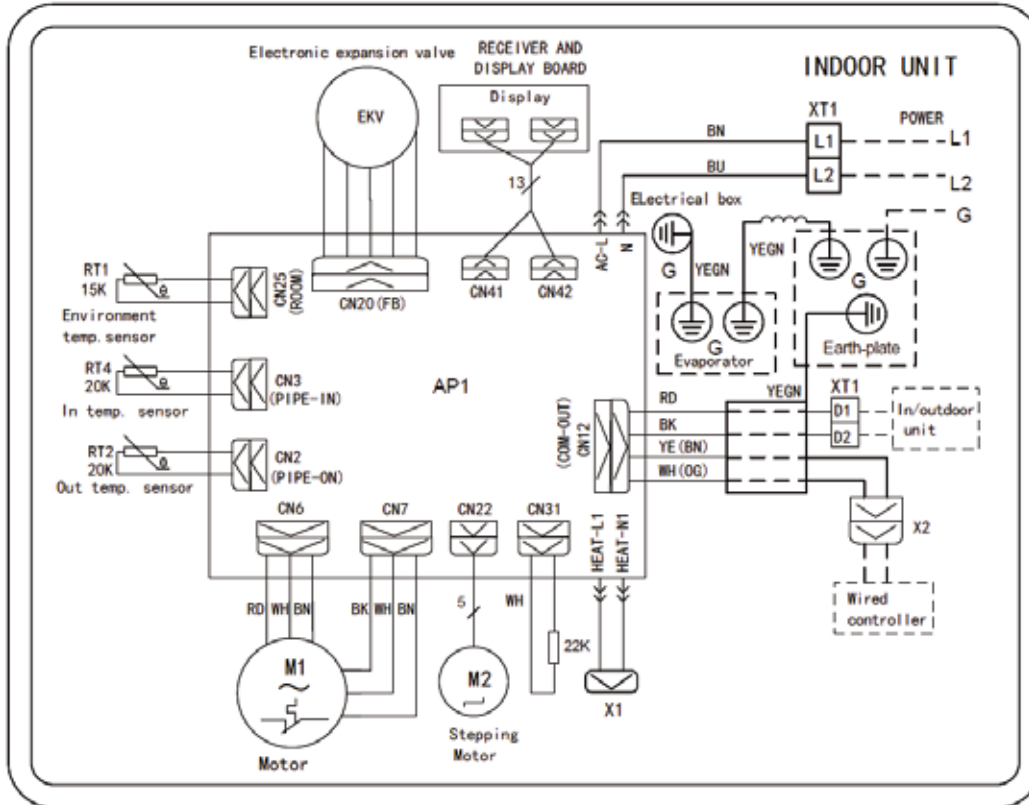 INDOOR UNIT
Electronic expansion valve
EKV
RECEIVER AND
DISPLAY BOARD
Display
13
XT1
POWER
L1
L2
BN
BU
L1
L2
G
ELectrical box
G
YEGN
YEGN
G
Evaporator
G
Earth-plate
AC-L
N
RT1
15K
Environment
temp. sensor
CN25
(ROOM)
CN20(FB)
CN41
CN42
RT4
20K
In temp. sensor
CN3
(PIPE-IN)
AP1
RT2
20K
Out temp. sensor
CN2
(PIPE-ON)
(COM-OUT)
CN12
RD
BK
YE(BN)
WH(OG)
YEGN
XT1
D1
D2
In/outdoor
unit
X2
Wired
controller
CN6
CN7
CN22
CN31
HEAT-L1
HEAT-N1
RD WH BN
BK WH BN
5
WH
22K
M1
Motor
M2
Stepping
Motor
X1